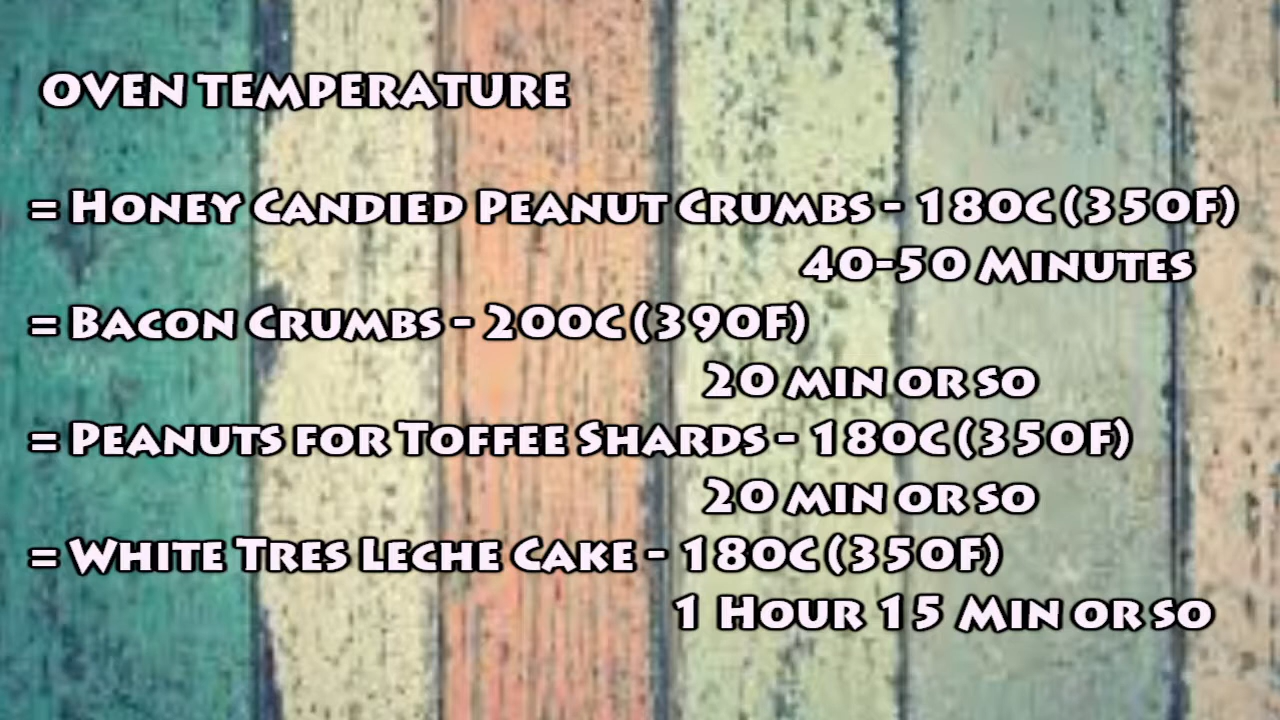 OVEN TEMPERATURE
= HONEY CANDIED PEANUT CRUMBS - 180C (350F)
40-50 MINUTES
= BACON CRUMBS - 200C (390F)
20 MIN OR SO
= PEANUTS FOR TOFFEE SHARDS - 180C (350F)
20 MIN OR SO
= WHITE TRES LECHE CAKE - 180C (350F)
1 HOUR 15 MIN OR SO